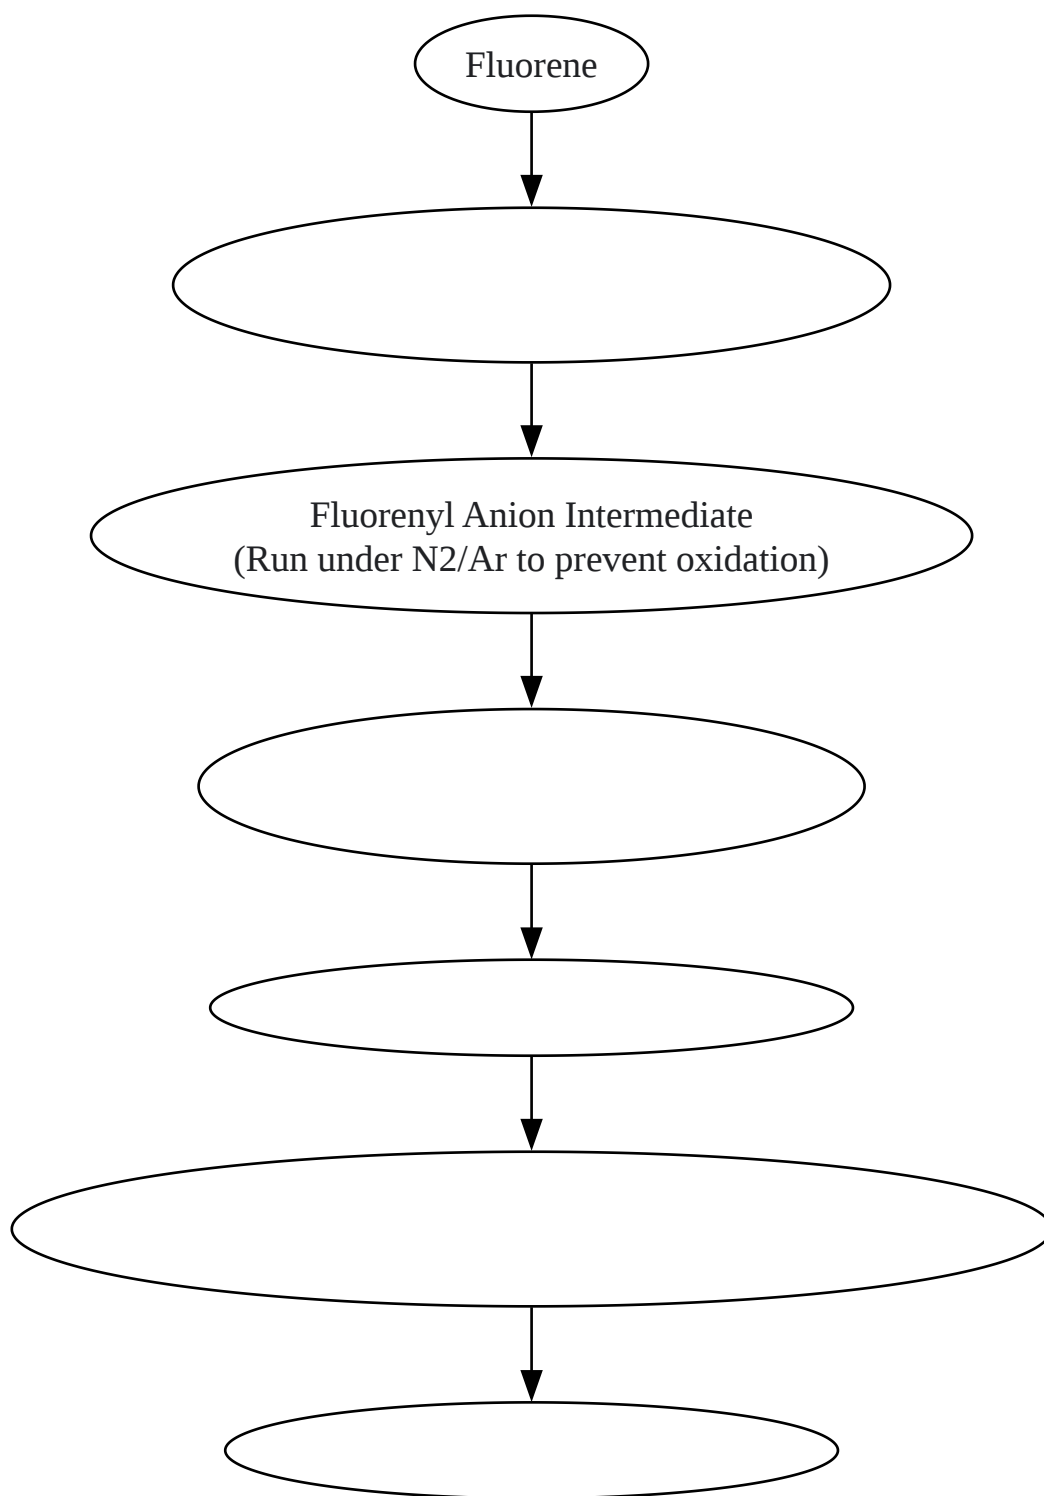 Fluorene
Fluorenyl Anion Intermediate
(Run under N2/Ar to prevent oxidation)